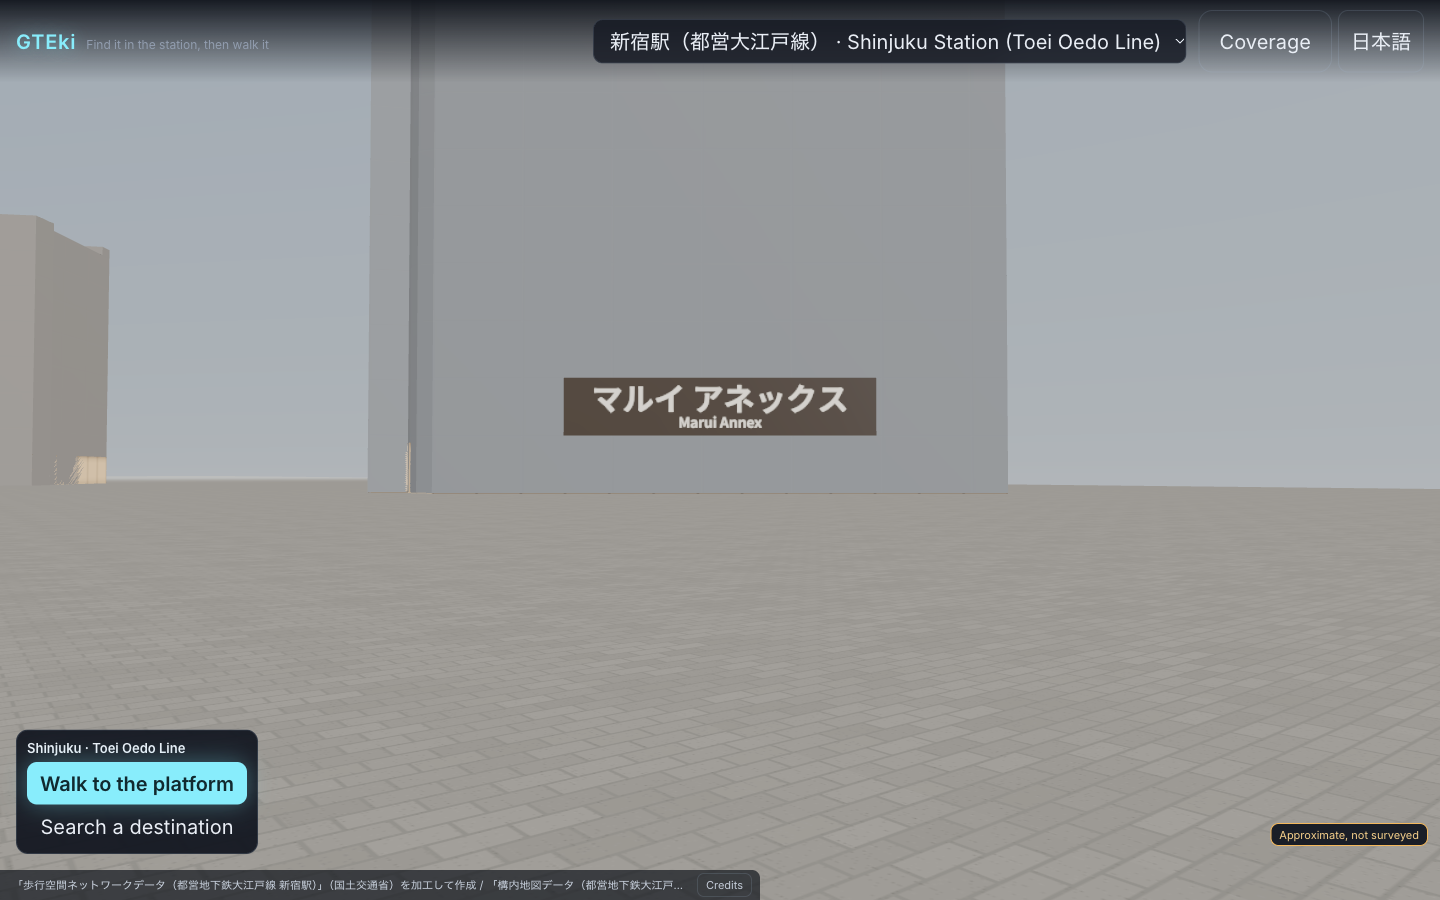 GTEki Find it in the station, then walk it
新宿駅（都営大江戸線） · Shinjuku Station (Toei Oedo Line)
Coverage
日本語
マルイ アネックス
Marui Annex
Shinjuku · Toei Oedo Line
Walk to the platform
Search a destination
Approximate, not surveyed
「歩行空間ネットワークデータ（都営地下鉄大江戸線 新宿駅）」（国土交通省）を加工して作成 / 「構内地図データ（都営地下鉄大江戸...
Credits